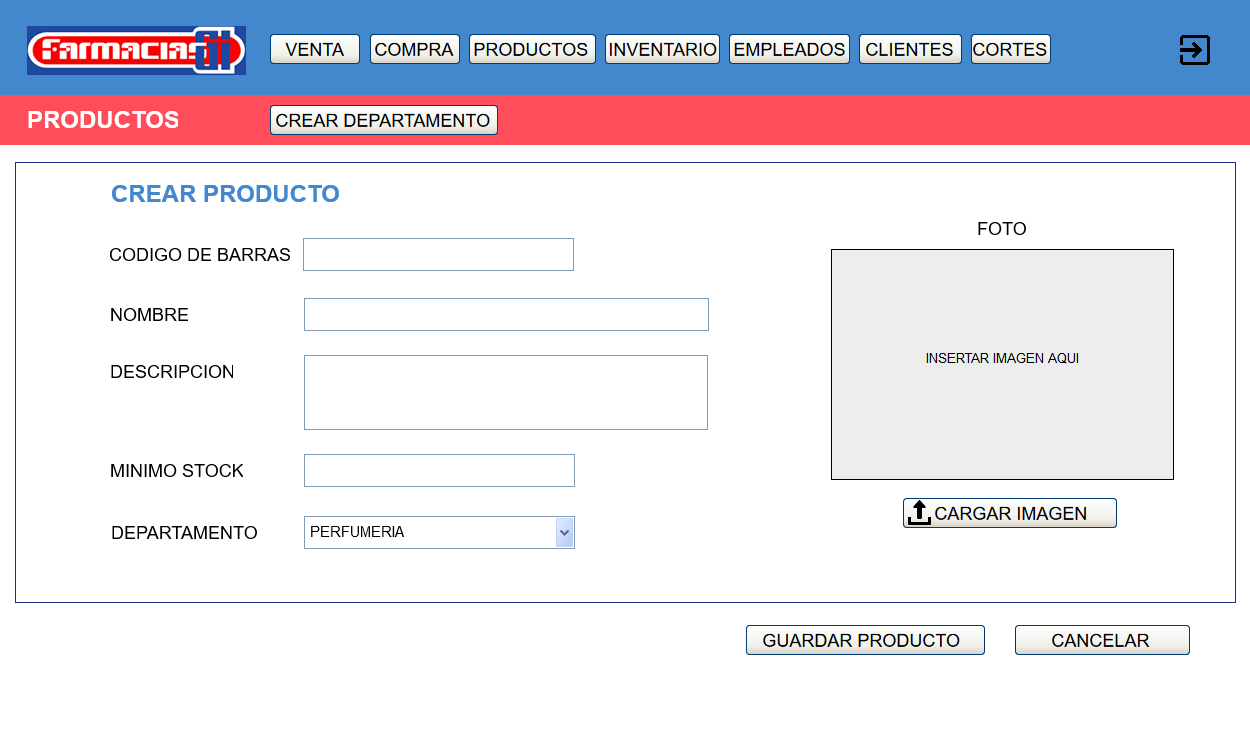 Farmacias SI
VENTA COMPRA PRODUCTOS INVENTARIO EMPLEADOS CLIENTES CORTES
PRODUCTOS CREAR DEPARTAMENTO
CREAR PRODUCTO
FOTO
CODIGO DE BARRAS
NOMBRE
INSERTAR IMAGEN AQUI
DESCRIPCION
MINIMO STOCK
CARGAR IMAGEN
DEPARTAMENTO PERFUMERIA
GUARDAR PRODUCTO CANCELAR